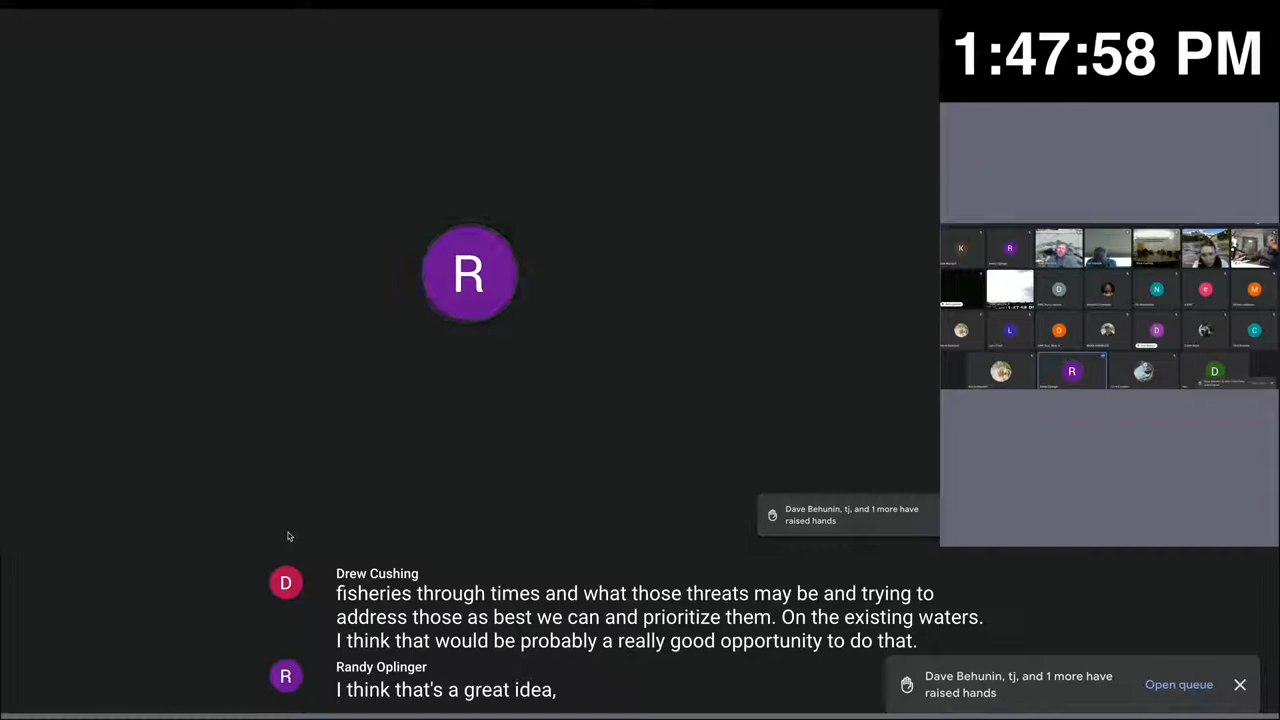 1:47:58 PM
R
K
R
D
N
e
M
L
D
D
C
R
D
Dave Behunin, tj, and 1 more have
raised hands
D
Drew Cushing
fisheries through times and what those threats may be and trying to
address those as best we can and prioritize them. On the existing waters.
I think that would be probably a really good opportunity to do that.
R
Randy Oplinger
I think that's a great idea,
Dave Behunin, tj, and 1 more have
raised hands
Open queue